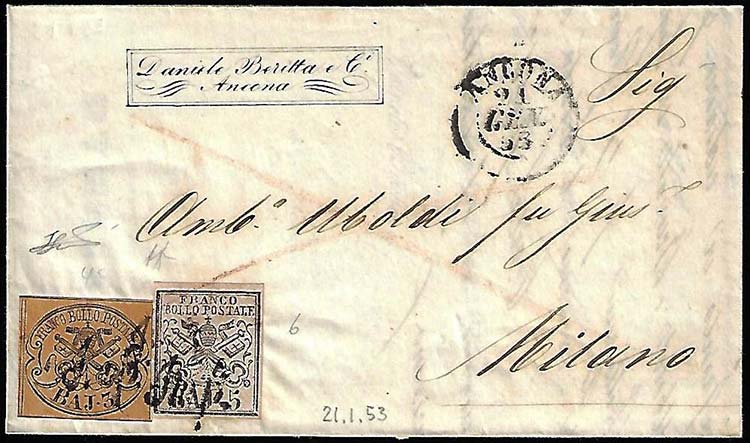 Daniele Beretta e C.i
Ancona
ANCONA
21
GEN.
53
Sig.r
Amb.o Uboldi fu Gius.e
Milano
FRANCO BOLLO POSTALE
BAJ-3
FRANCO
BOLLO POSTALE
BAJ. 5
6
21.1.53